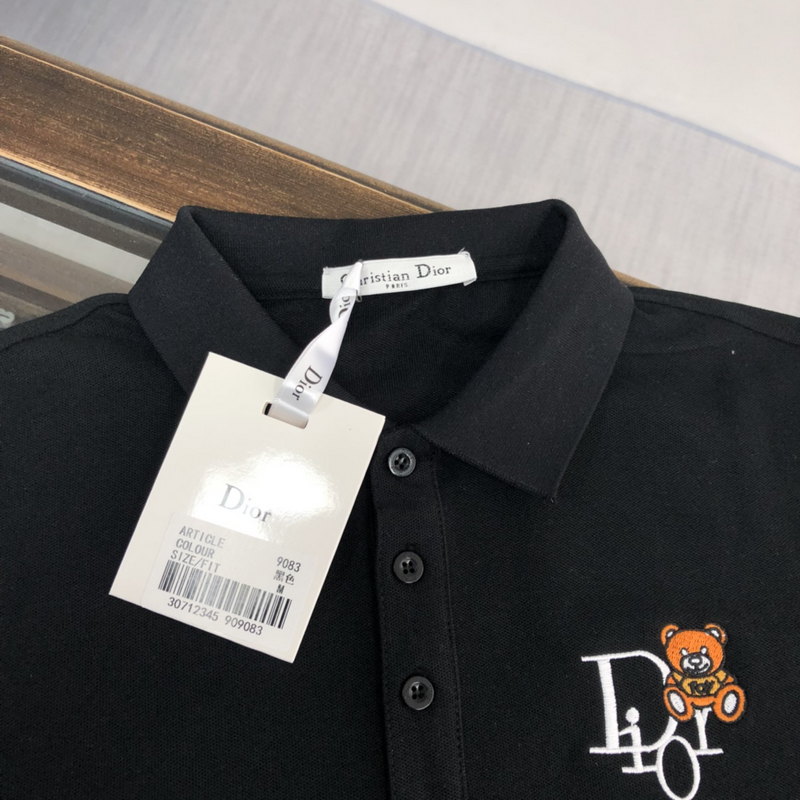 Christian Dior
PARIS
Dior
Dior
ARTICLE 9083
COLOUR 黑色
SIZE/FIT M
30712345 909083
Dior